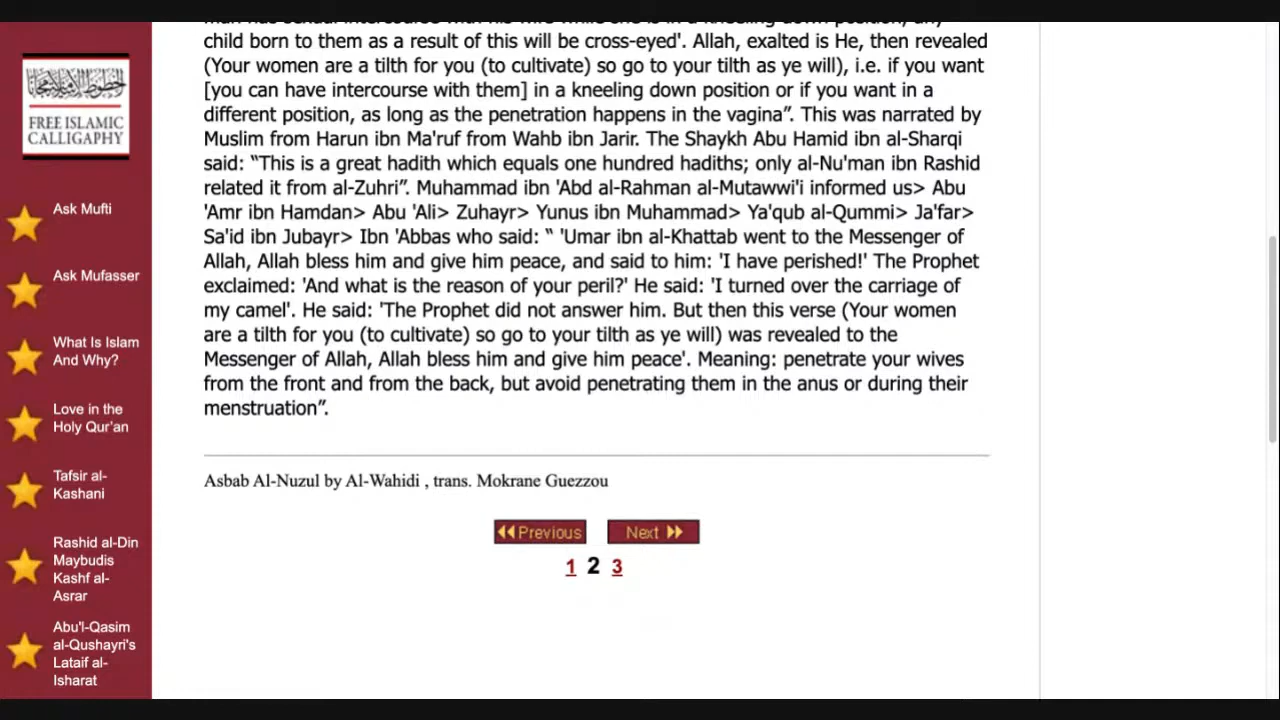 child born to them as a result of this will be cross-eyed'. Allah, exalted is He, then revealed
(Your women are a tilth for you (to cultivate) so go to your tilth as ye will), i.e. if you want
[you can have intercourse with them] in a kneeling down position or if you want in a
different position, as long as the penetration happens in the vagina”. This was narrated by
Muslim from Harun ibn Ma'ruf from Wahb ibn Jarir. The Shaykh Abu Hamid ibn al-Sharqi
said: “This is a great hadith which equals one hundred hadiths; only al-Nu'man ibn Rashid
related it from al-Zuhri”. Muhammad ibn 'Abd al-Rahman al-Mutawwi'i informed us> Abu
'Amr ibn Hamdan> Abu 'Ali> Zuhayr> Yunus ibn Muhammad> Ya'qub al-Qummi> Ja'far>
Sa'id ibn Jubayr> Ibn 'Abbas who said: “ 'Umar ibn al-Khattab went to the Messenger of
Allah, Allah bless him and give him peace, and said to him: 'I have perished!' The Prophet
exclaimed: 'And what is the reason of your peril?' He said: 'I turned over the carriage of
my camel'. He said: 'The Prophet did not answer him. But then this verse (Your women
are a tilth for you (to cultivate) so go to your tilth as ye will) was revealed to the
Messenger of Allah, Allah bless him and give him peace'. Meaning: penetrate your wives
from the front and from the back, but avoid penetrating them in the anus or during their
menstruation”.
Asbab Al-Nuzul by Al-Wahidi , trans. Mokrane Guezzou
Previous Next
1 2 3
FREE ISLAMIC
CALLIGAPHY
Ask Mufti
Ask Mufasser
What Is Islam
And Why?
Love in the
Holy Qur'an
Tafsir al-
Kashani
Rashid al-Din
Maybudis
Kashf al-
Asrar
Abu'l-Qasim
al-Qushayri's
Lataif al-
Isharat